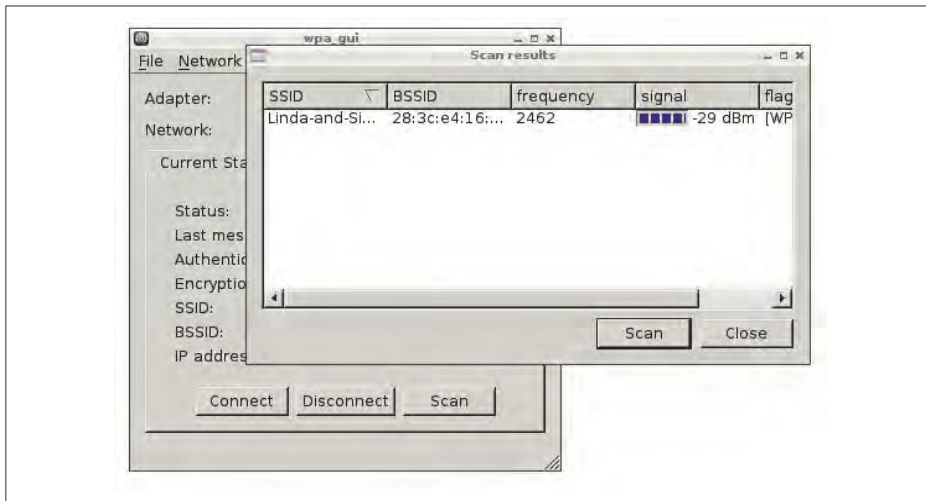 wpa_gui
File Network
Adapter:
Network:
Current Sta
Status:
Last mes
Authentic
Encryptio
SSID:
BSSID:
IP addres
Connect Disconnect Scan
Scan results
SSID BSSID frequency signal flag
Linda-and-Si... 28:3c:e4:16:... 2462 -29 dBm [WP
Scan Close